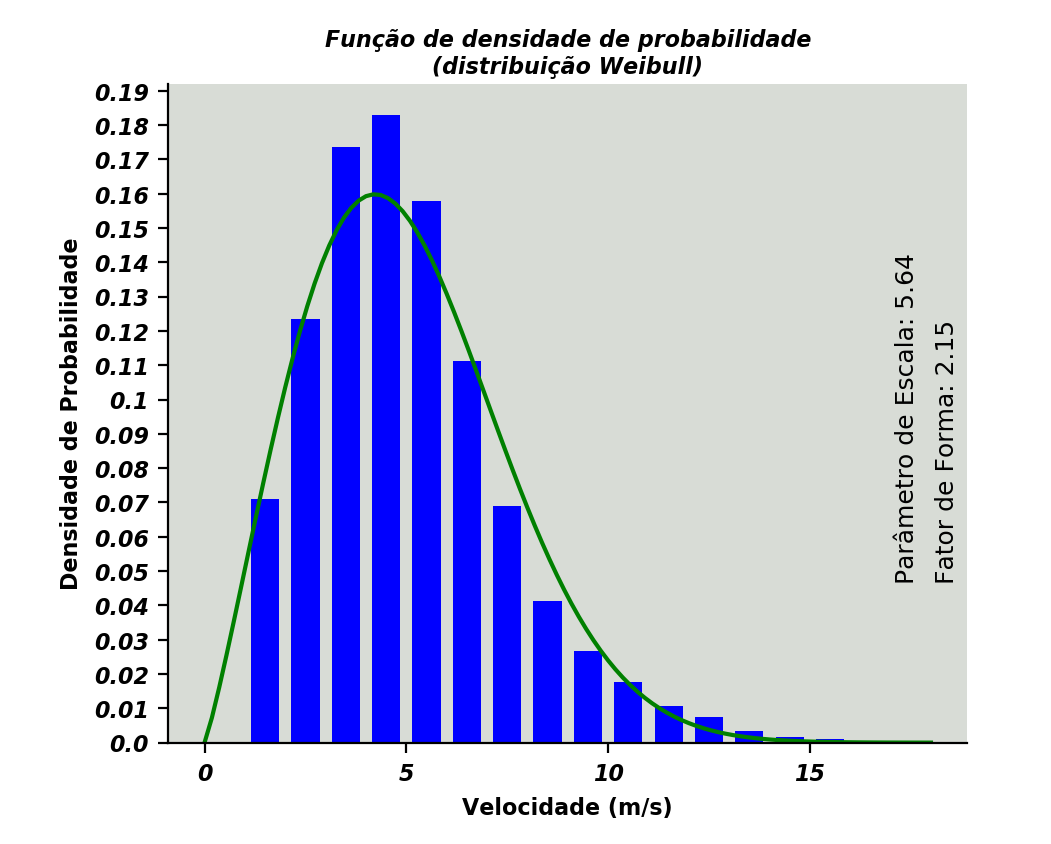 Função de densidade de probabilidade
(distribuição Weibull)
Densidade de Probabilidade
0.19
0.18
0.17
0.16
0.15
0.14
0.13
0.12
0.11
0.1
0.09
0.08
0.07
0.06
0.05
0.04
0.03
0.02
0.01
0.0
Parâmetro de Escala: 5.64
Fator de Forma: 2.15
0 5 10 15
Velocidade (m/s)